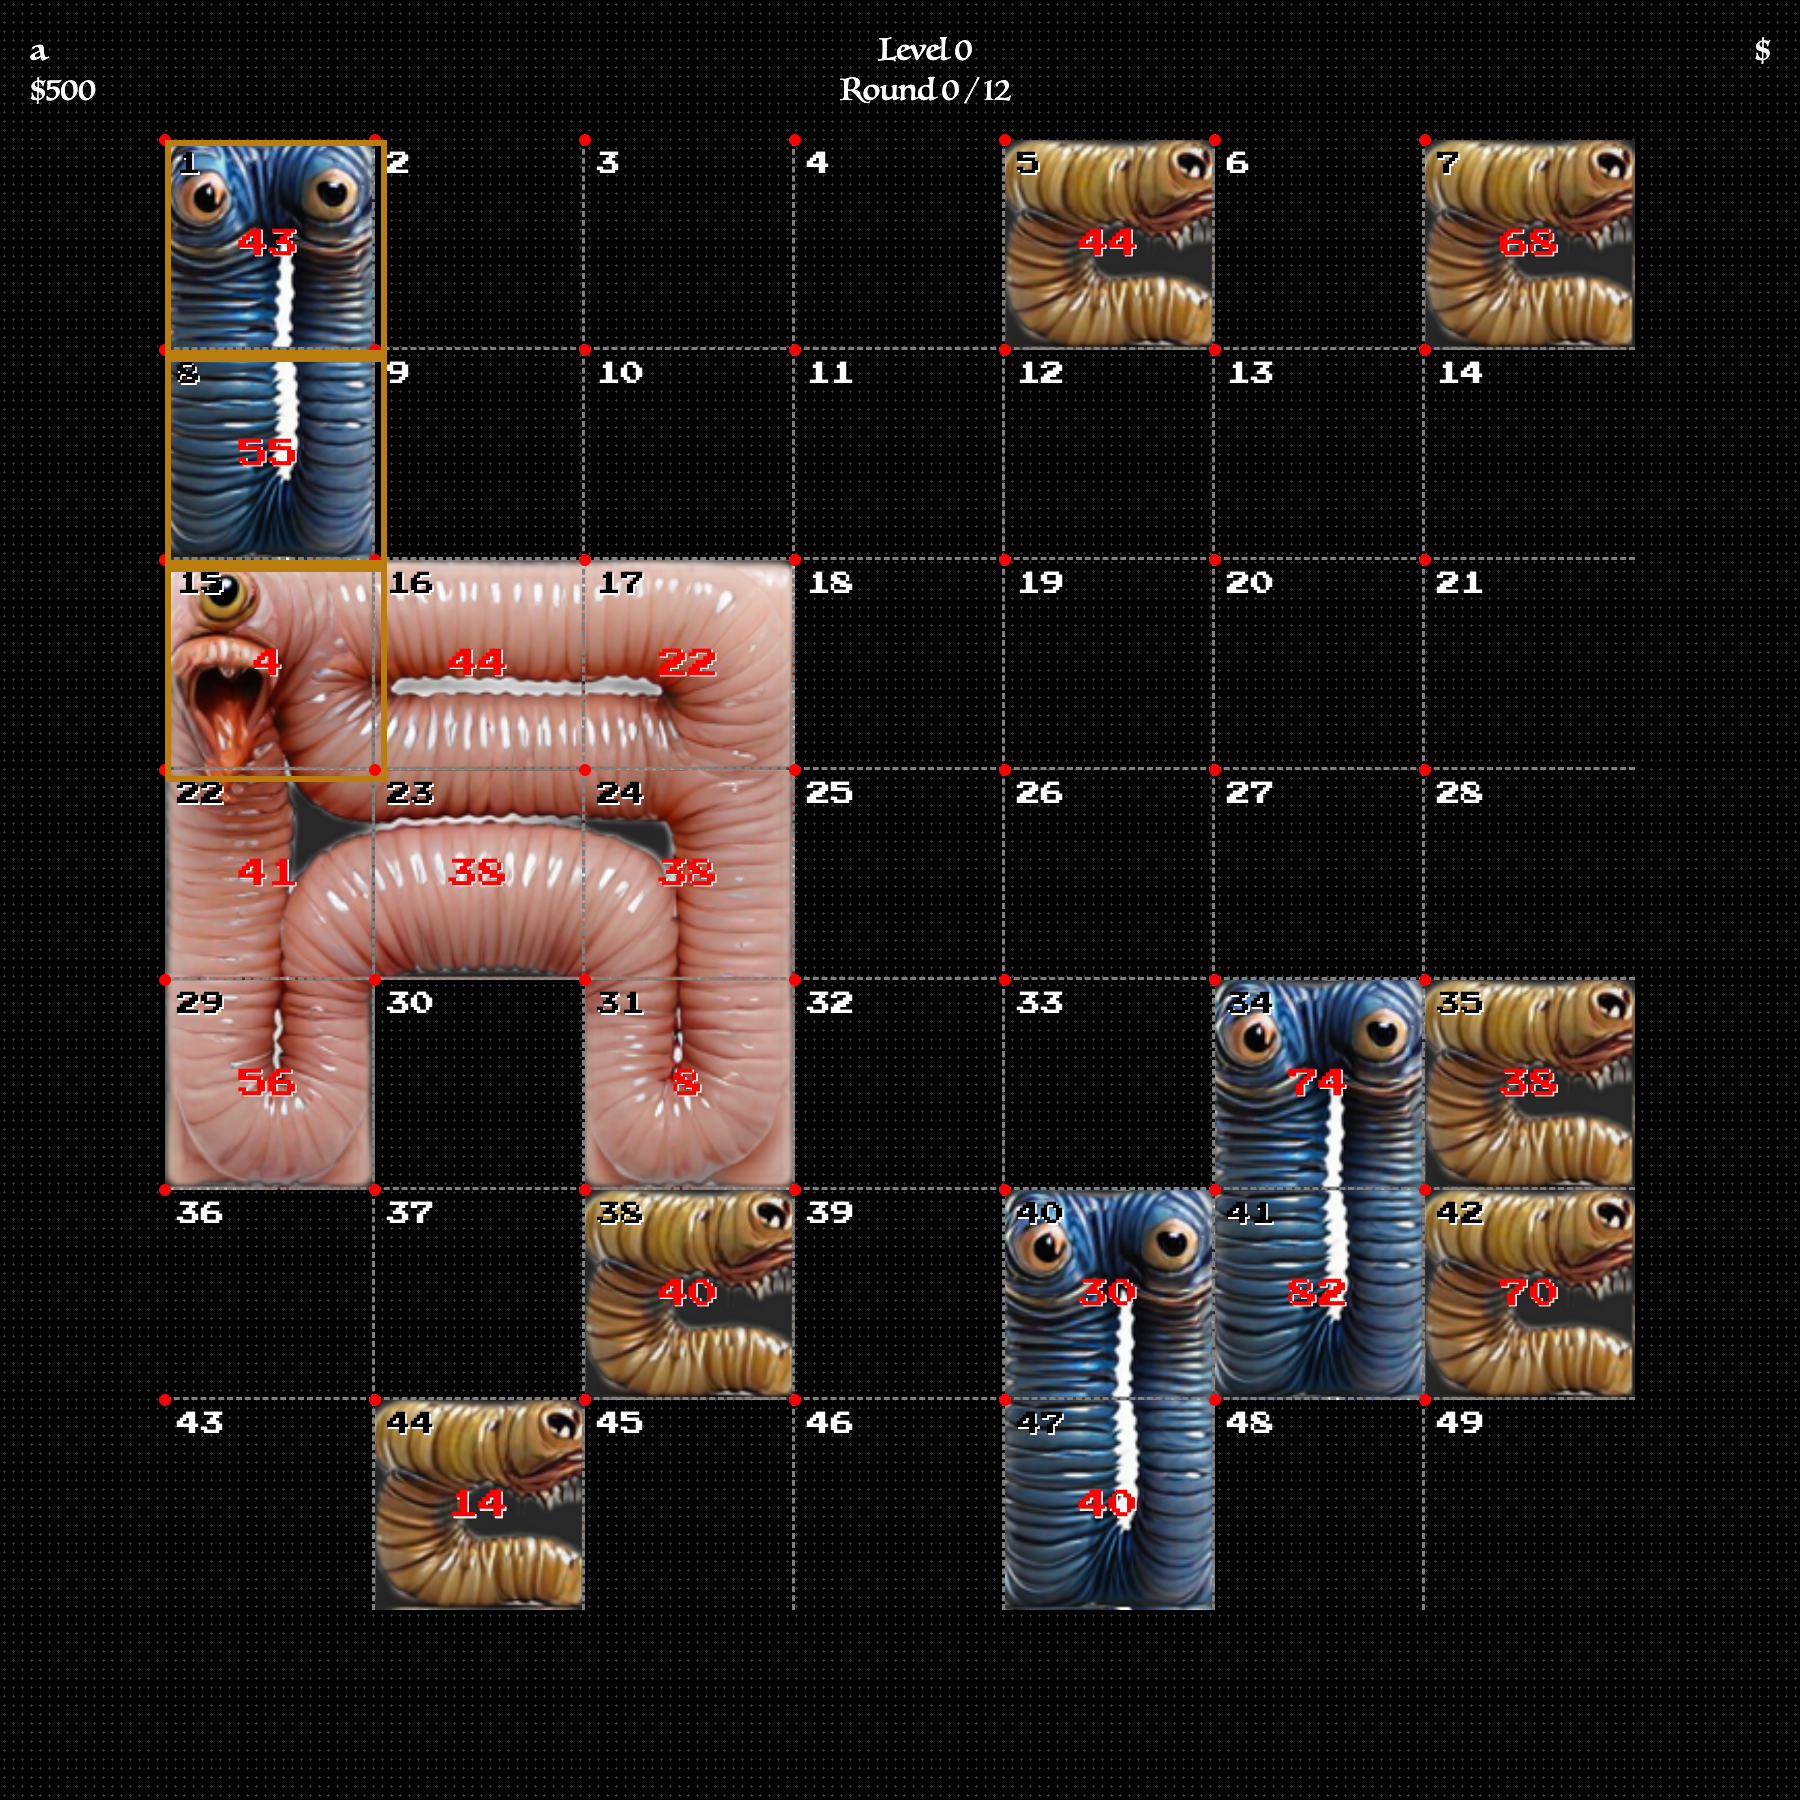 a
Level 0
$
$500
Round 0 / 12
1 2 3 4 5 6 7
43 44 68
8 9 10 11 12 13 14
55
15 16 17 18 19 20 21
4 44 22
22 23 24 25 26 27 28
41 38 38
29 30 31 32 33 34 35
56 8 74 38
36 37 38 39 40 41 42
40 30 82 70
43 44 45 46 47 48 49
14 40